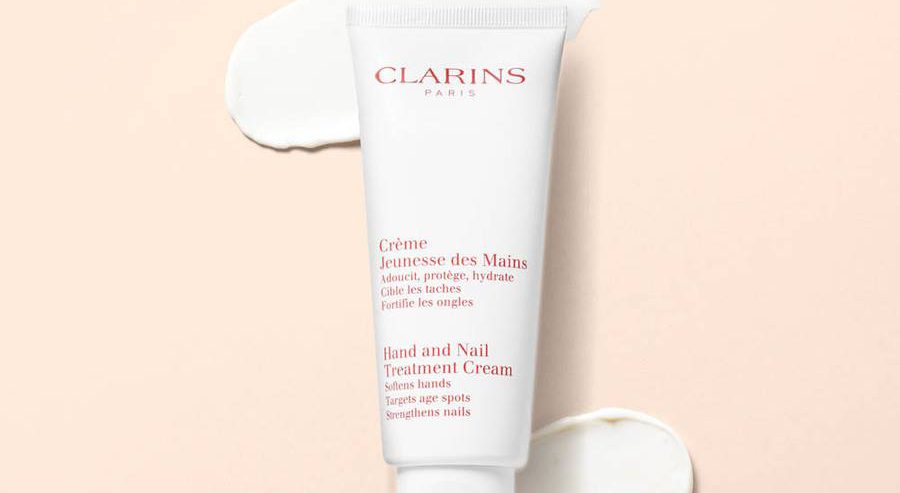 CLARINS
PARIS
Crème
Jeunesse des Mains
Adoucit, protège, hydrate
Cible les taches
Fortifie les ongles
Hand and Nail
Treatment Cream
Softens hands
Targets age spots
Strengthens nails